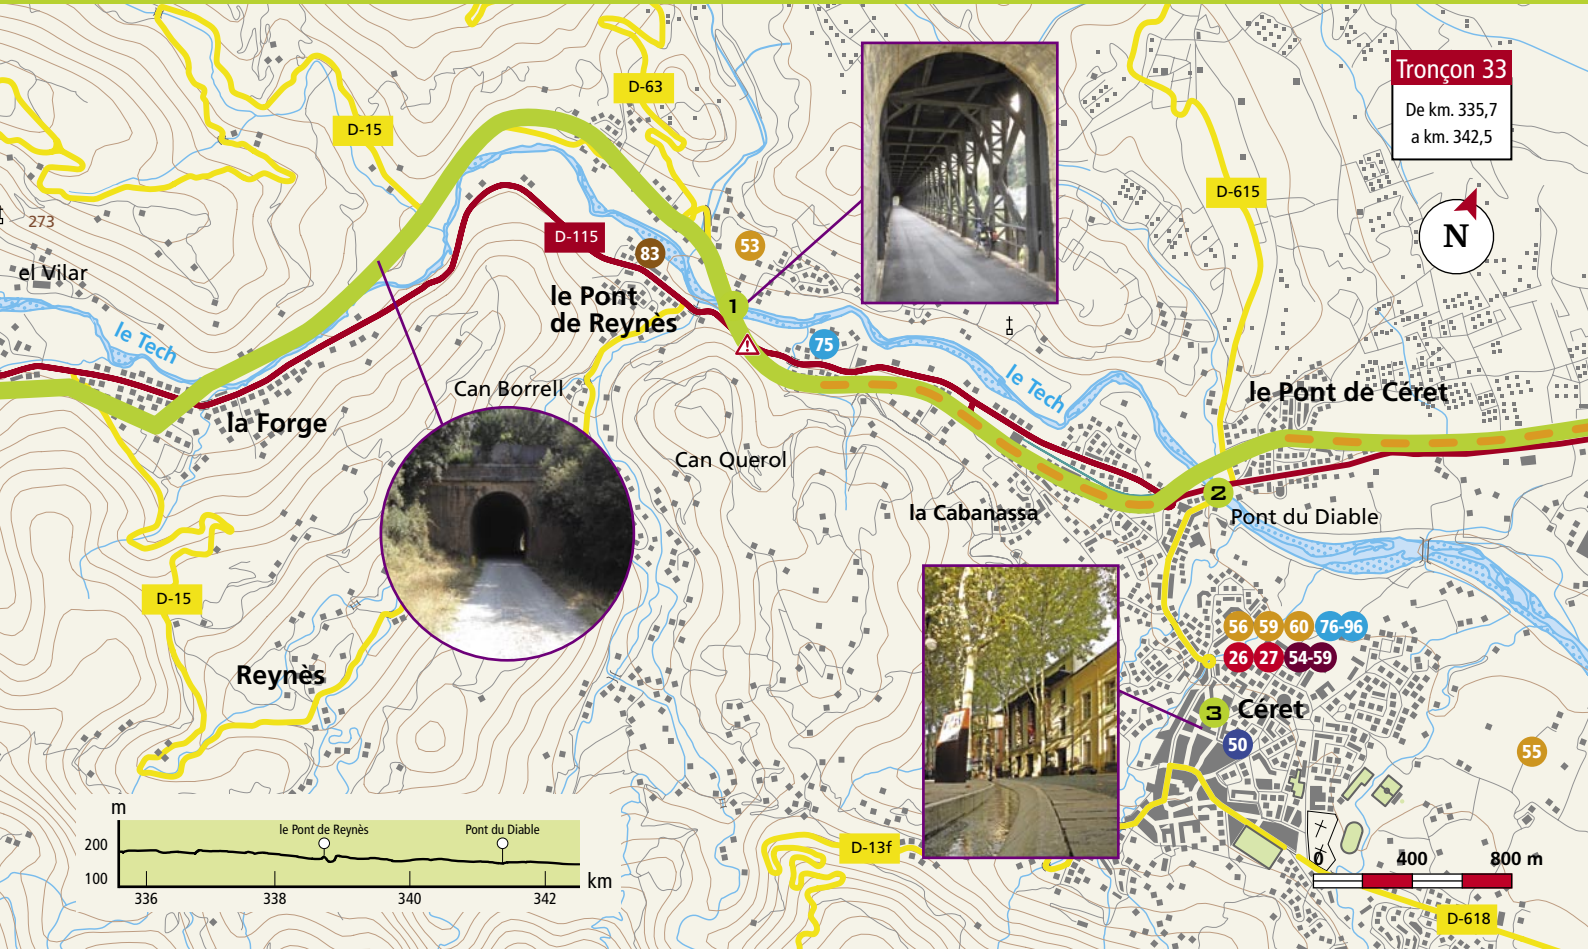 Tronçon 33
De km. 335,7
a km. 342,5
N
D-63
D-15
D-615
273
D-115
83
53
el Vilar
le Pont
de Reynès
1
le Tech
75
le Tech
Can Borrell
le Pont de Céret
la Forge
Can Querol
2
la Cabanassa
Pont du Diable
D-15
56
59
60
76-96
26
27
54-59
Reynès
3
Céret
50
55
m
le Pont de Reynès
Pont du Diable
200
100
km
336
338
340
342
D-13f
0
400
800 m
D-618